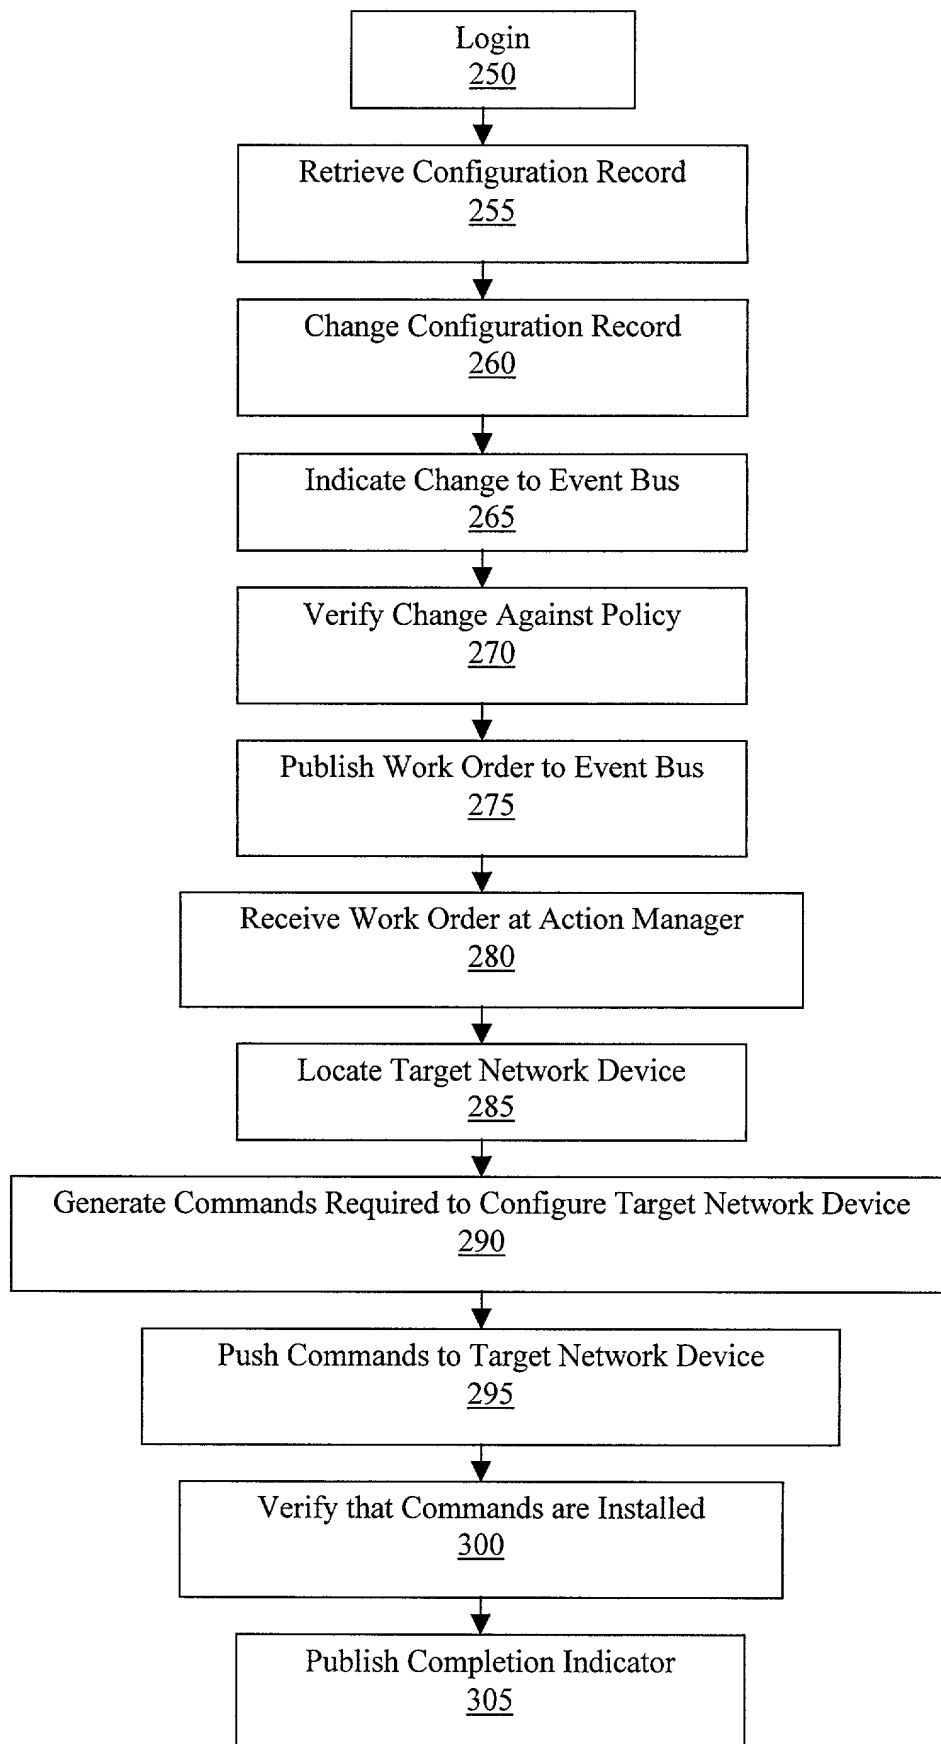 Login
250
Retrieve Configuration Record
255
Change Configuration Record
260
Indicate Change to Event Bus
265
Verify Change Against Policy
270
Publish Work Order to Event Bus
275
Receive Work Order at Action Manager
280
Locate Target Network Device
285
Generate Commands Required to Configure Target Network Device
290
Push Commands to Target Network Device
295
Verify that Commands are Installed
300
Publish Completion Indicator
305